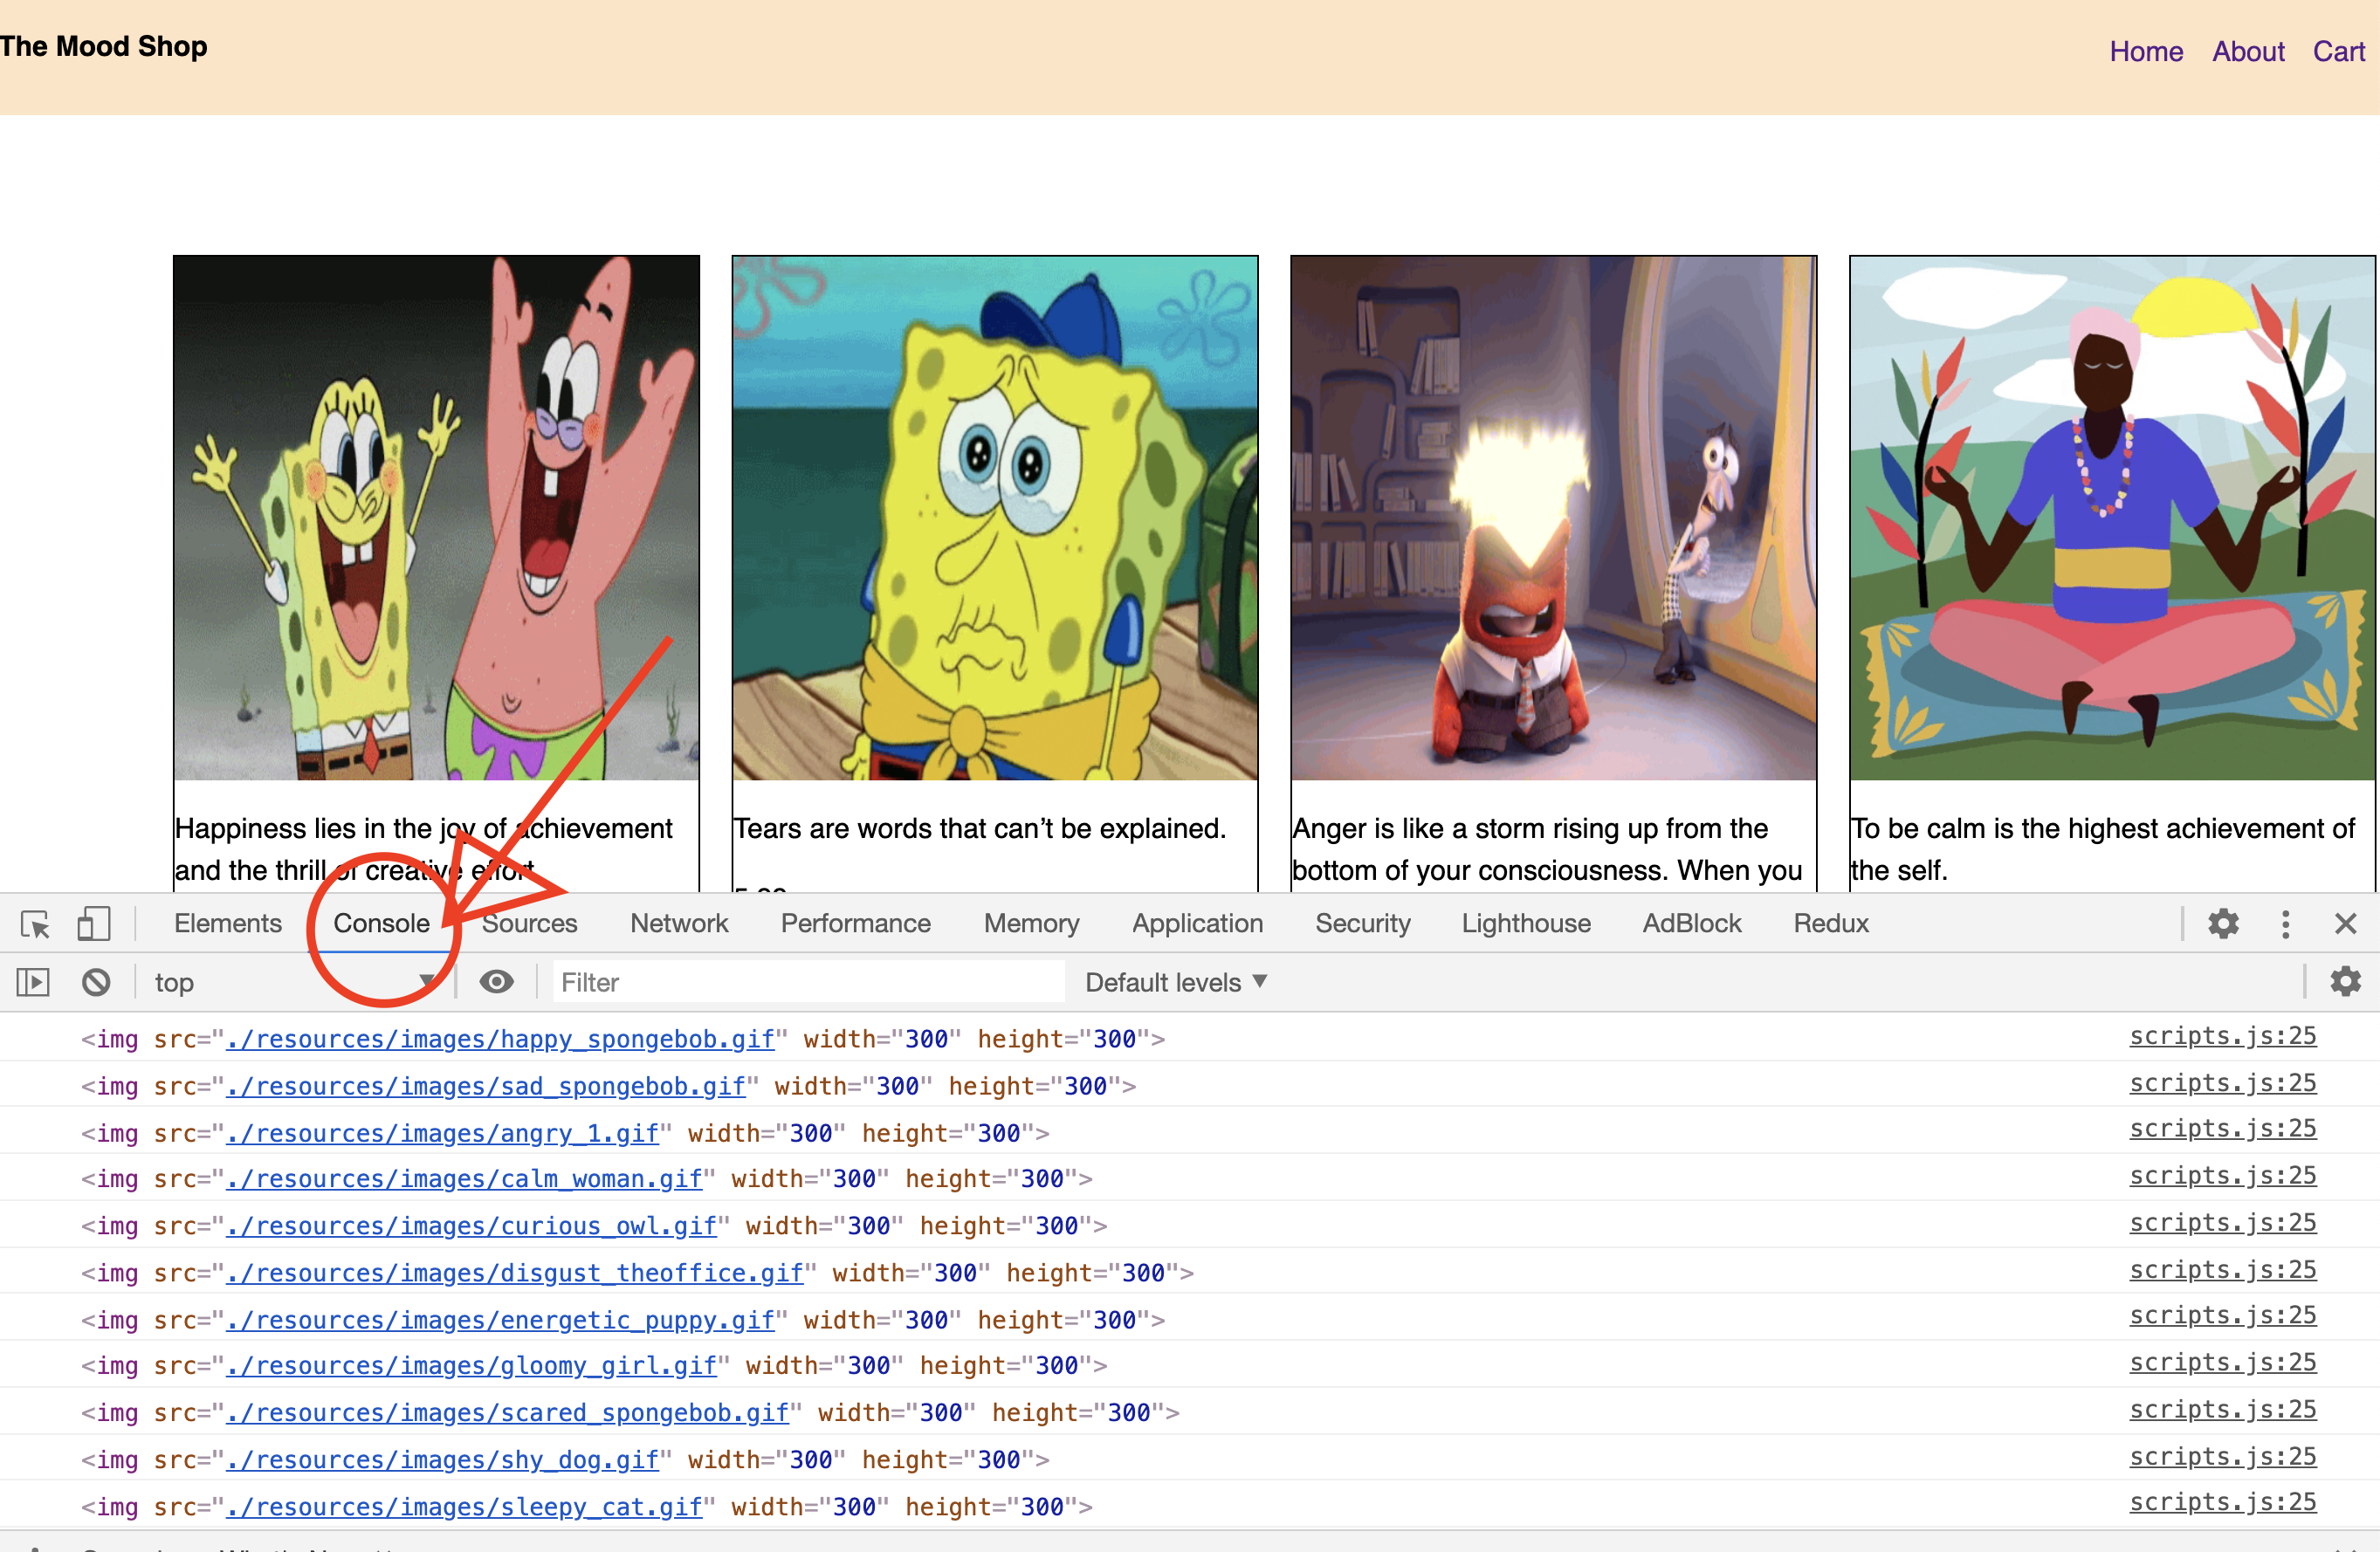 The Mood Shop
Home About Cart
Happiness lies in the joy of achievement
and the thrill of creative effort
Tears are words that can’t be explained.
Anger is like a storm rising up from the
bottom of your consciousness. When you
To be calm is the highest achievement of
the self.
Elements Console Sources Network Performance Memory Application Security Lighthouse AdBlock Redux
top Filter Default levels
<img src="./resources/images/happy_spongebob.gif" width="300" height="300"> scripts.js:25
<img src="./resources/images/sad_spongebob.gif" width="300" height="300"> scripts.js:25
<img src="./resources/images/angry_1.gif" width="300" height="300"> scripts.js:25
<img src="./resources/images/calm_woman.gif" width="300" height="300"> scripts.js:25
<img src="./resources/images/curious_owl.gif" width="300" height="300"> scripts.js:25
<img src="./resources/images/disgust_theoffice.gif" width="300" height="300"> scripts.js:25
<img src="./resources/images/energetic_puppy.gif" width="300" height="300"> scripts.js:25
<img src="./resources/images/gloomy_girl.gif" width="300" height="300"> scripts.js:25
<img src="./resources/images/scared_spongebob.gif" width="300" height="300"> scripts.js:25
<img src="./resources/images/shy_dog.gif" width="300" height="300"> scripts.js:25
<img src="./resources/images/sleepy_cat.gif" width="300" height="300"> scripts.js:25